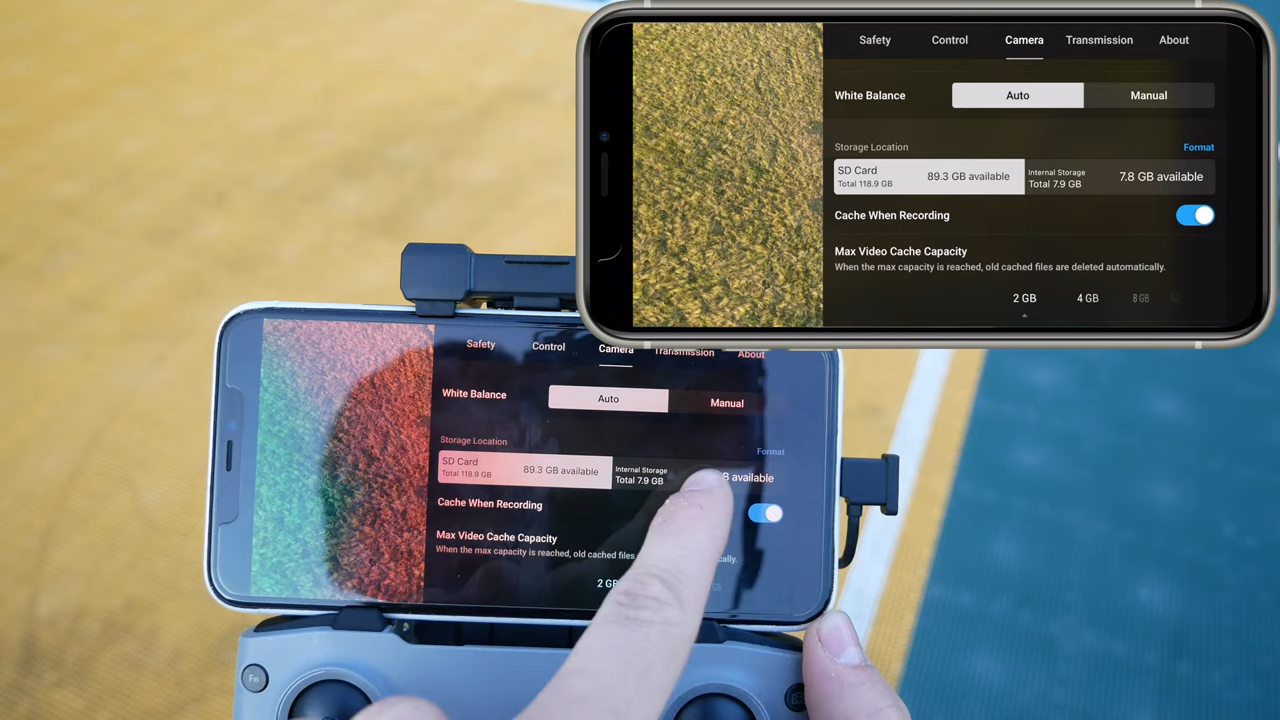 Safety Control Camera Transmission About
White Balance Auto Manual
Storage Location Format
SD Card
Total 118.9 GB
89.3 GB available
Internal Storage
Total 7.9 GB
7.8 GB available
Cache When Recording
Max Video Cache Capacity
When the max capacity is reached, old cached files are deleted automatically.
2 GB 4 GB 8 GB
Safety Control Camera Transmission About
White Balance Auto Manual
Storage Location Format
SD Card
Total 118.9 GB
89.3 GB available
Internal Storage
Total 7.9 GB
B available
Cache When Recording
Max Video Cache Capacity
When the max capacity is reached, old cached files
2 GB
Fn